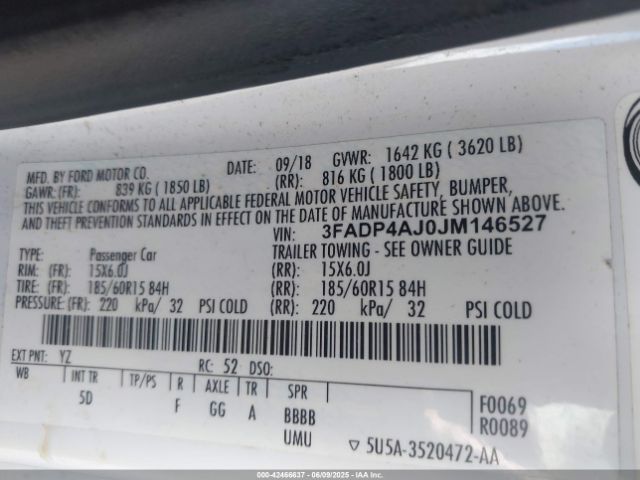 MFD. BY FORD MOTOR CO. DATE: 09/18 GVWR: 1642 KG ( 3620 LB)
GAWR: (FR): 839 KG ( 1850 LB) (RR): 816 KG ( 1800 LB)
THIS VEHICLE CONFORMS TO ALL APPLICABLE FEDERAL MOTOR VEHICLE SAFETY, BUMPER,
AND THEFT PREVENTION STANDARDS IN EFFECT ON THE DATE OF MANUFACTURE SHOWN ABOVE.
VIN: 3FADP4AJ0JM146527
TYPE: Passenger Car TRAILER TOWING - SEE OWNER GUIDE
RIM: (FR): 15X6.0J (RR): 15X6.0J
TIRE: (FR): 185/60R15 84H (RR): 185/60R15 84H
PRESSURE: (FR): 220 kPa/ 32 PSI COLD (RR): 220 kPa/ 32 PSI COLD
EXT PNT: YZ RC: 52 DSO:
WB INT TR TP/PS R AXLE TR SPR
5D F GG A BBBB
UMU
F0069
R0089
▽ 5U5A-3520472-AA
000-42466637 - 06/09/2025 - IAAI.COM